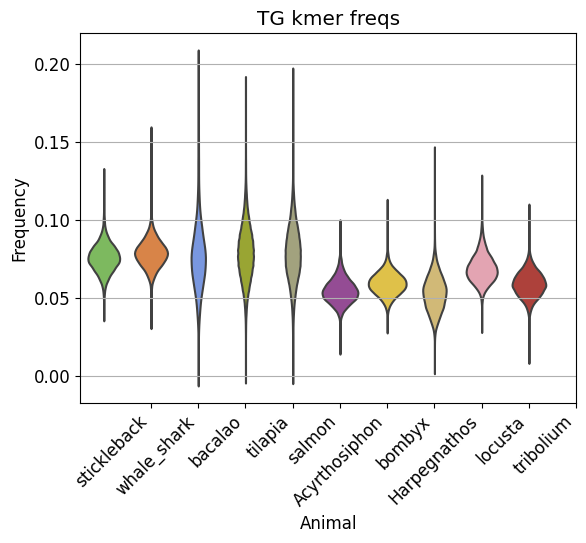 TG kmer freqs
Frequency
0.20
0.15
0.10
0.05
0.00
stickleback
whale_shark
bacalao
tilapia
salmon
Acyrthosiphon
bombyx
Harpegnathos
locusta
tribolium
Animal